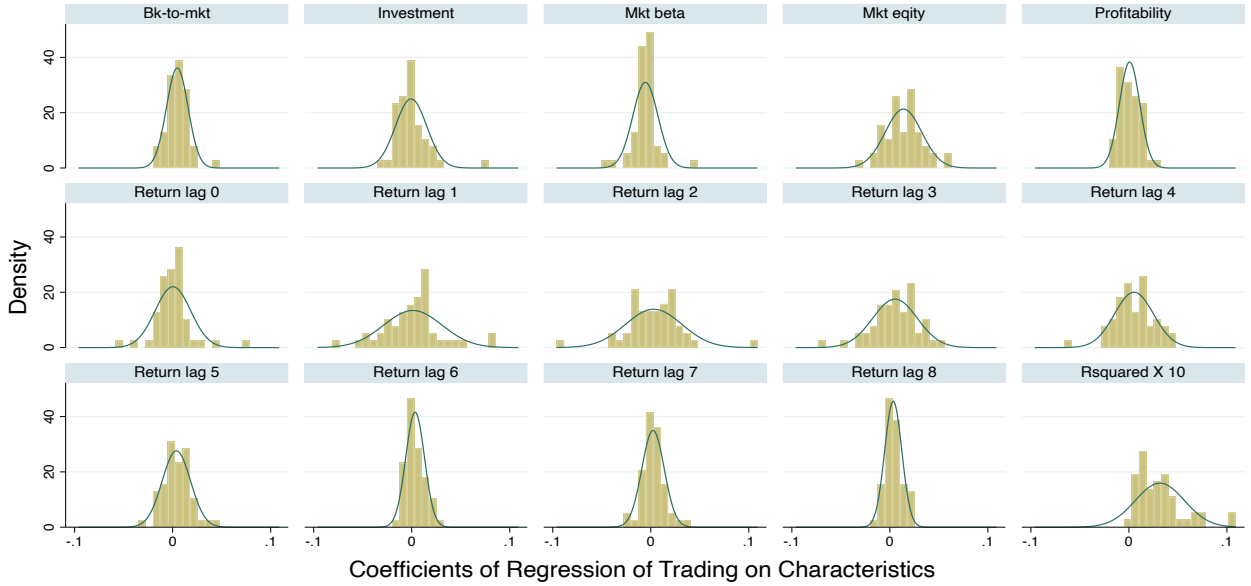 Bk-to-mkt Investment Mkt beta Mkt eqity Profitability
40
20
0
Return lag 0 Return lag 1 Return lag 2 Return lag 3 Return lag 4
40
20
0
Return lag 5 Return lag 6 Return lag 7 Return lag 8 Rsquared X 10
40
20
0
-.1 0 .1 -.1 0 .1 -.1 0 .1 -.1 0 .1 -.1 0 .1
Density
Coefficients of Regression of Trading on Characteristics